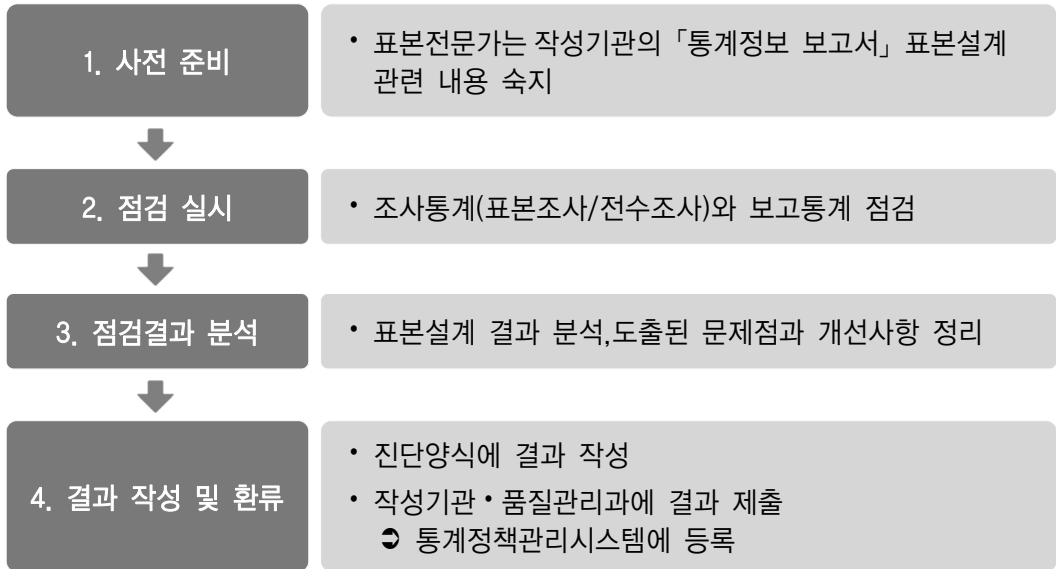 1. 사전 준비
• 표본전문가는 작성기관의「통계정보 보고서」표본설계
관련 내용 숙지
2. 점검 실시
• 조사통계(표본조사/전수조사)와 보고통계 점검
3. 점검결과 분석
• 표본설계 결과 분석,도출된 문제점과 개선사항 정리
4. 결과 작성 및 환류
• 진단양식에 결과 작성
• 작성기관•품질관리과에 결과 제출
➲ 통계정책관리시스템에 등록